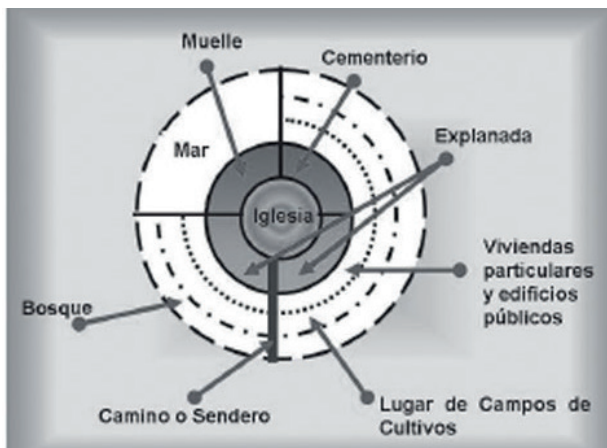 Muelle
Cementerio
Explanada
Mar
Iglesia
Viviendas
particulares
y edificios
públicos
Bosque
Camino o Sendero
Lugar de Campos de
Cultivos